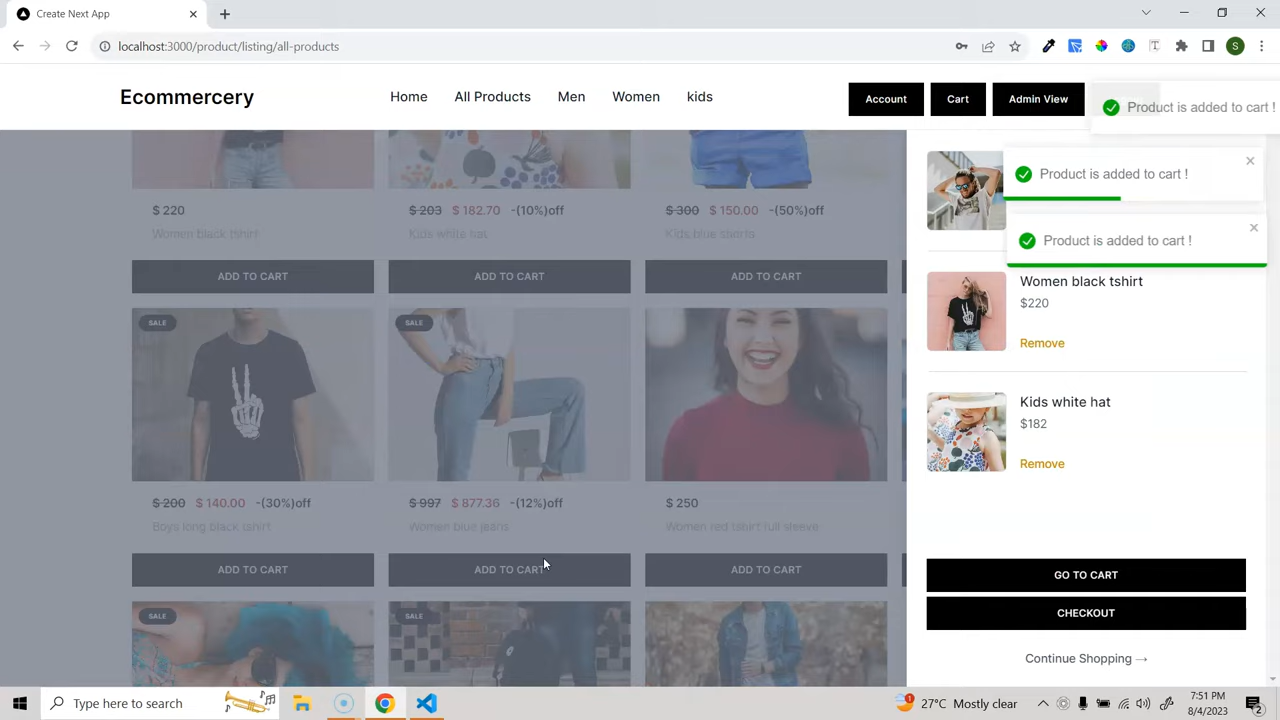 Create Next App
localhost:3000/product/listing/all-products
S
Ecommercery
Home All Products Men Women kids
Account Cart Admin View
Product is added to cart !
Product is added to cart !
Product is added to cart !
$ 220
Women black tshirt
$ 203 $ 182.70 -(10%)off
Kids white hat
$ 300 $ 150.00 -(50%)off
Kids blue
ADD TO CART ADD TO CART ADD TO CART
SALE SALE
$ 200 $ 140.00 -(30%)off
Boys long black tshirt
$ 997 $ 877.36 -(12%)off
Women blue jeans
$ 250
Women red tshirt full sleeve
ADD TO CART ADD TO CART ADD TO CART
SALE SALE
Women black tshirt
$220
Remove
Kids white hat
$182
Remove
GO TO CART
CHECKOUT
Continue Shopping →
Type here to search
1
27°C Mostly clear
7:51 PM
8/4/2023
2